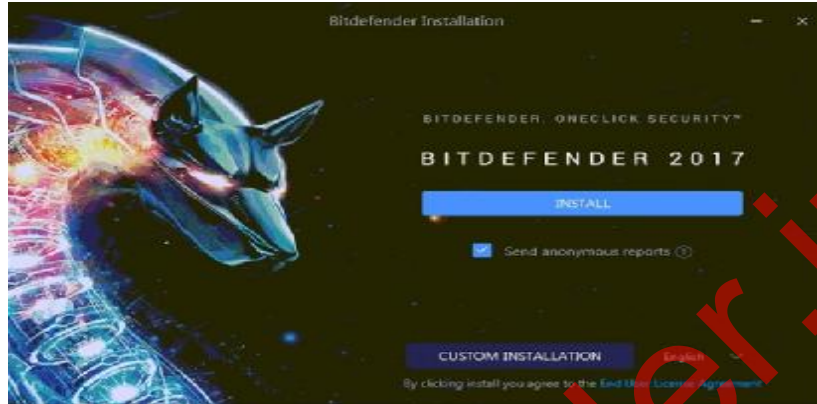 Bitdefender Installation
BITDEFENDER. ONECLICK SECURITY™
BITDEFENDER 2017
INSTALL
Send anonymous reports ?
CUSTOM INSTALLATION
English
By clicking install you agree to the End User License Agreement